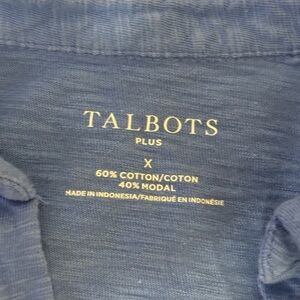 TALBOTS
PLUS
X
60% COTTON/COTON
40% MODAL
MADE IN INDONESIA/FABRIQUÉ EN INDONÉSIE